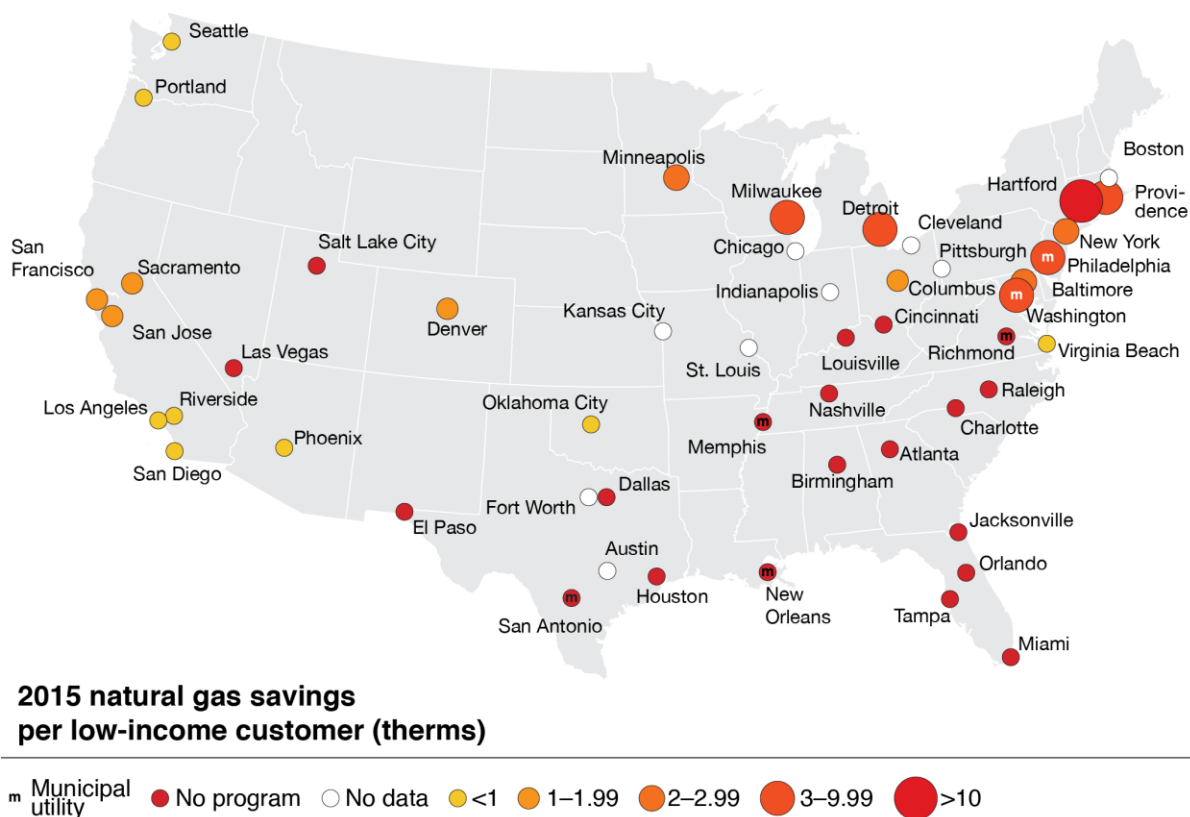 Seattle
Portland
Minneapolis
Milwaukee
Detroit
Boston
Hartford
Provi-
dence
Cleveland
Chicago
Pittsburgh
New York
m
Philadelphia
San
Francisco
Sacramento
Salt Lake City
San Jose
Denver
Kansas City
Indianapolis
Columbus
Baltimore
m
Washington
Cincinnati
Las Vegas
St. Louis
Louisville
m
Richmond
Virginia Beach
Los Angeles
Riverside
Oklahoma City
Nashville
Raleigh
Phoenix
m
Memphis
Charlotte
San Diego
Atlanta
Birmingham
Fort Worth
Dallas
El Paso
Jacksonville
Austin
Orlando
Houston
m
New
Orleans
m
San Antonio
Tampa
Miami
2015 natural gas savings
per low-income customer (therms)
m Municipal
utility
No program
No data
<1
1–1.99
2–2.99
3–9.99
>10